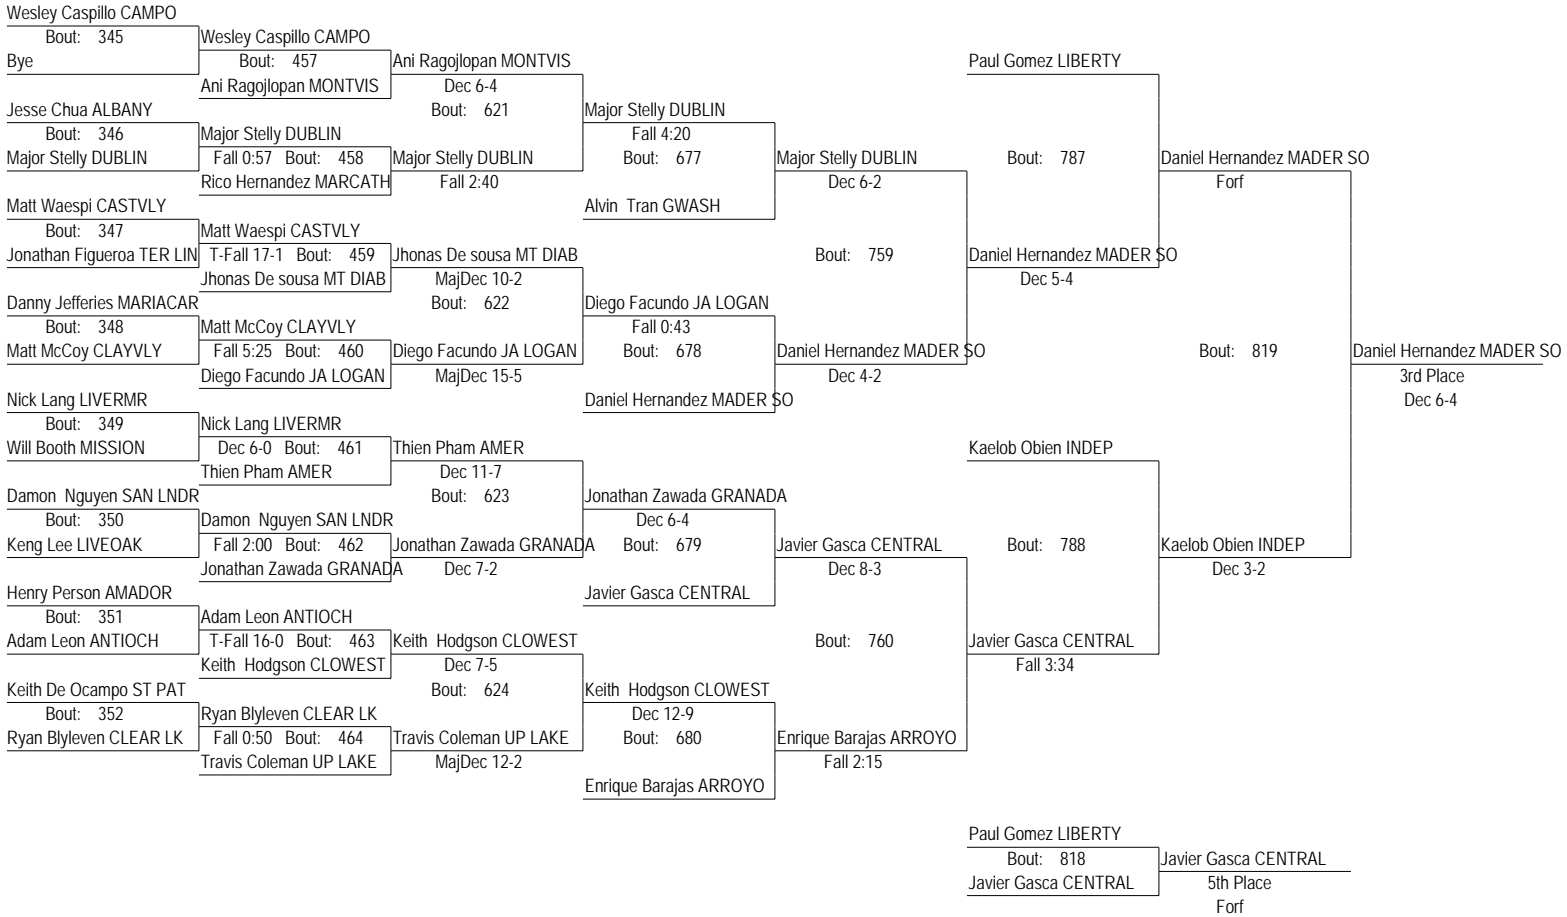 Wesley Caspillo CAMPO
Bout: 345
Bye
Jesse Chua ALBANY
Bout: 346
Major Stelly DUBLIN
Matt Waespi CASTVLY
Bout: 347
Jonathan Figueroa TER LIN
Danny Jefferies MARIACAR
Bout: 348
Matt McCoy CLAYVLY
Nick Lang LIVERMR
Bout: 349
Will Booth MISSION
Damon Nguyen SAN LNDR
Bout: 350
Keng Lee LIVEOAK
Henry Person AMADOR
Bout: 351
Adam Leon ANTIOCH
Keith De Ocampo ST PAT
Bout: 352
Ryan Blyleven CLEAR LK
Wesley Caspillo CAMPO
Bout: 457
Ani Ragojlopan MONTVIS
Major Stelly DUBLIN
Fall 0:57 Bout: 458
Rico Hernandez MARCATH
Matt Waespi CASTVLY
T-Fall 17-1 Bout: 459
Jhonas De sousa MT DIAB
Matt McCoy CLAYVLY
Fall 5:25 Bout: 460
Diego Facundo JA LOGAN
Nick Lang LIVERMR
Dec 6-0 Bout: 461
Thien Pham AMER
Damon Nguyen SAN LNDR
Fall 2:00 Bout: 462
Jonathan Zawada GRANADA
Adam Leon ANTIOCH
T-Fall 16-0 Bout: 463
Keith Hodgson CLOWEST
Ryan Blyleven CLEAR LK
Fall 0:50 Bout: 464
Travis Coleman UP LAKE
Ani Ragojlopan MONTVIS
Dec 6-4
Bout: 621
Major Stelly DUBLIN
Fall 2:40
Jhonas De sousa MT DIAB
MajDec 10-2
Bout: 622
Diego Facundo JA LOGAN
MajDec 15-5
Thien Pham AMER
Dec 11-7
Bout: 623
Jonathan Zawada GRANADA
Dec 7-2
Keith Hodgson CLOWEST
Dec 7-5
Bout: 624
Travis Coleman UP LAKE
MajDec 12-2
Major Stelly DUBLIN
Fall 4:20
Bout: 677
Alvin Tran GWASH
Diego Facundo JA LOGAN
Fall 0:43
Bout: 678
Daniel Hernandez MADER SO
Jonathan Zawada GRANADA
Dec 6-4
Bout: 679
Javier Gasca CENTRAL
Keith Hodgson CLOWEST
Dec 12-9
Bout: 680
Enrique Barajas ARROYO
Major Stelly DUBLIN
Dec 6-2
Bout: 759
Daniel Hernandez MADER SO
Dec 4-2
Javier Gasca CENTRAL
Dec 8-3
Bout: 760
Enrique Barajas ARROYO
Fall 2:15
Paul Gomez LIBERTY
Bout: 787
Daniel Hernandez MADER SO
Dec 5-4
Kaelob Obien INDEP
Bout: 788
Javier Gasca CENTRAL
Fall 3:34
Daniel Hernandez MADER SO
Forf
Bout: 819
Kaelob Obien INDEP
Dec 3-2
Daniel Hernandez MADER SO
3rd Place
Dec 6-4
Paul Gomez LIBERTY
Bout: 818
Javier Gasca CENTRAL
Javier Gasca CENTRAL
5th Place
Forf